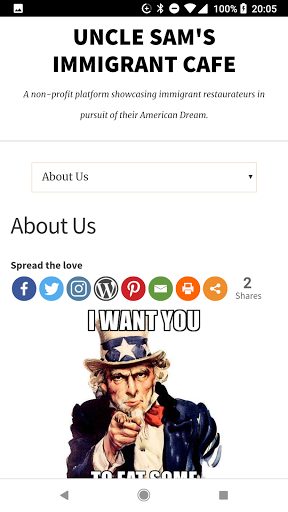 100% 20:05
UNCLE SAM'S
IMMIGRANT CAFE
A non-profit platform showcasing immigrant restaurateurs in
pursuit of their American Dream.
About Us
About Us
Spread the love
2
Shares
I WANT YOU
TO EAT SOME